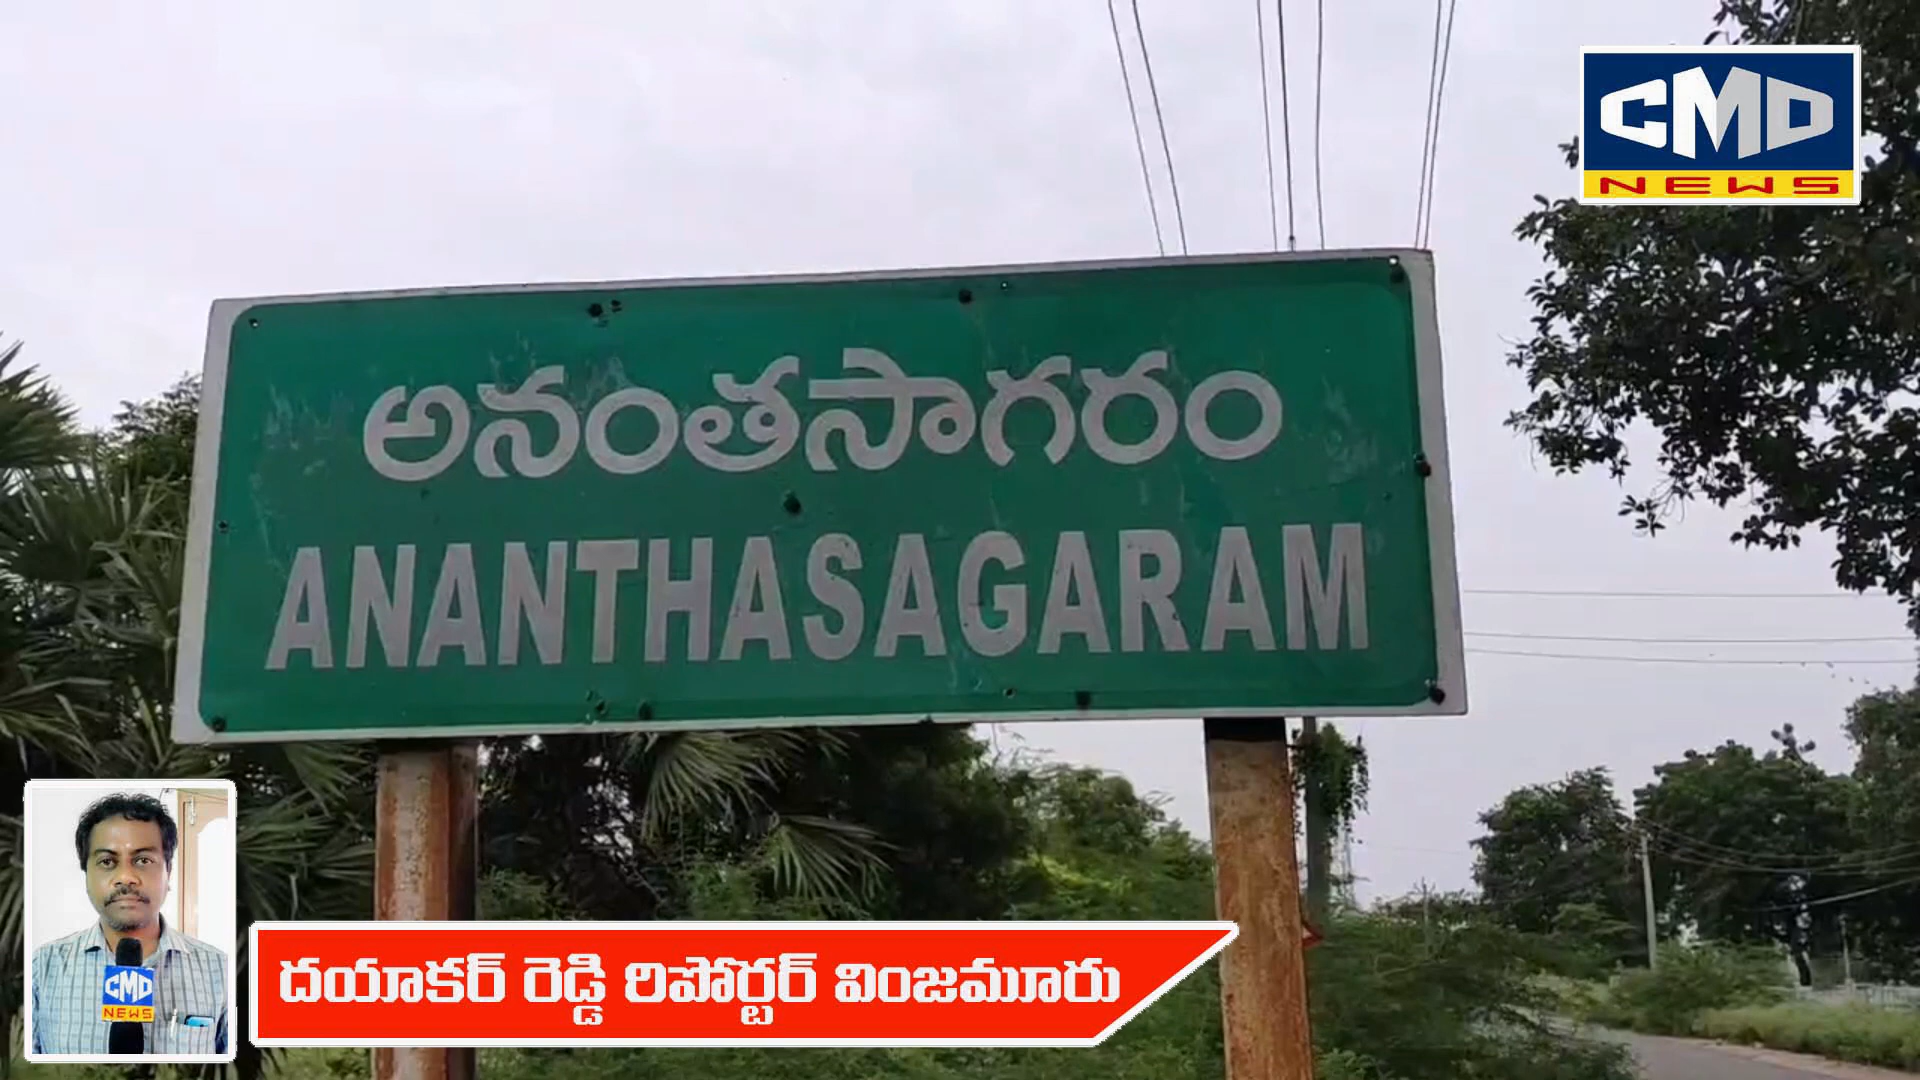 CMD
NEWS
అనంతసాగరం
ANANTHASAGARAM
CMD
NEWS
దయాకర్ రెడ్డి రిపోర్టర్ వింజమూరు